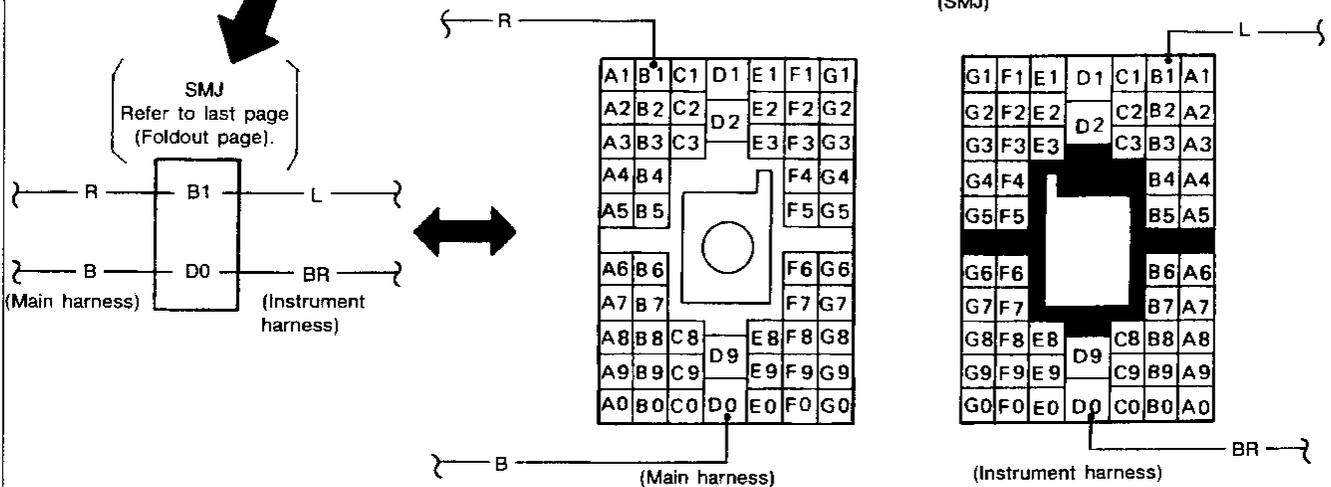 (SMJ)
R
L
SMJ
Refer to last page
(Foldout page).
R B1 L
B D0 BR
(Main harness) (Instrument
harness)
A1 B1 C1 D1 E1 F1 G1
A2 B2 C2 D2 E2 F2 G2
A3 B3 C3 E3 F3 G3
A4 B4 F4 G4
A5 B5 F5 G5
A6 B6 F6 G6
A7 B7 F7 G7
A8 B8 C8 D9 E8 F8 G8
A9 B9 C9 E9 F9 G9
A0 B0 C0 D0 E0 F0 G0
B
(Main harness)
G1 F1 E1 D1 C1 B1 A1
G2 F2 E2 D2 C2 B2 A2
G3 F3 E3 C3 B3 A3
G4 F4 B4 A4
G5 F5 B5 A5
G6 F6 B6 A6
G7 F7 B7 A7
G8 F8 E8 D9 C8 B8 A8
G9 F9 E9 C9 B9 A9
G0 F0 E0 D0 C0 B0 A0
BR
(Instrument harness)